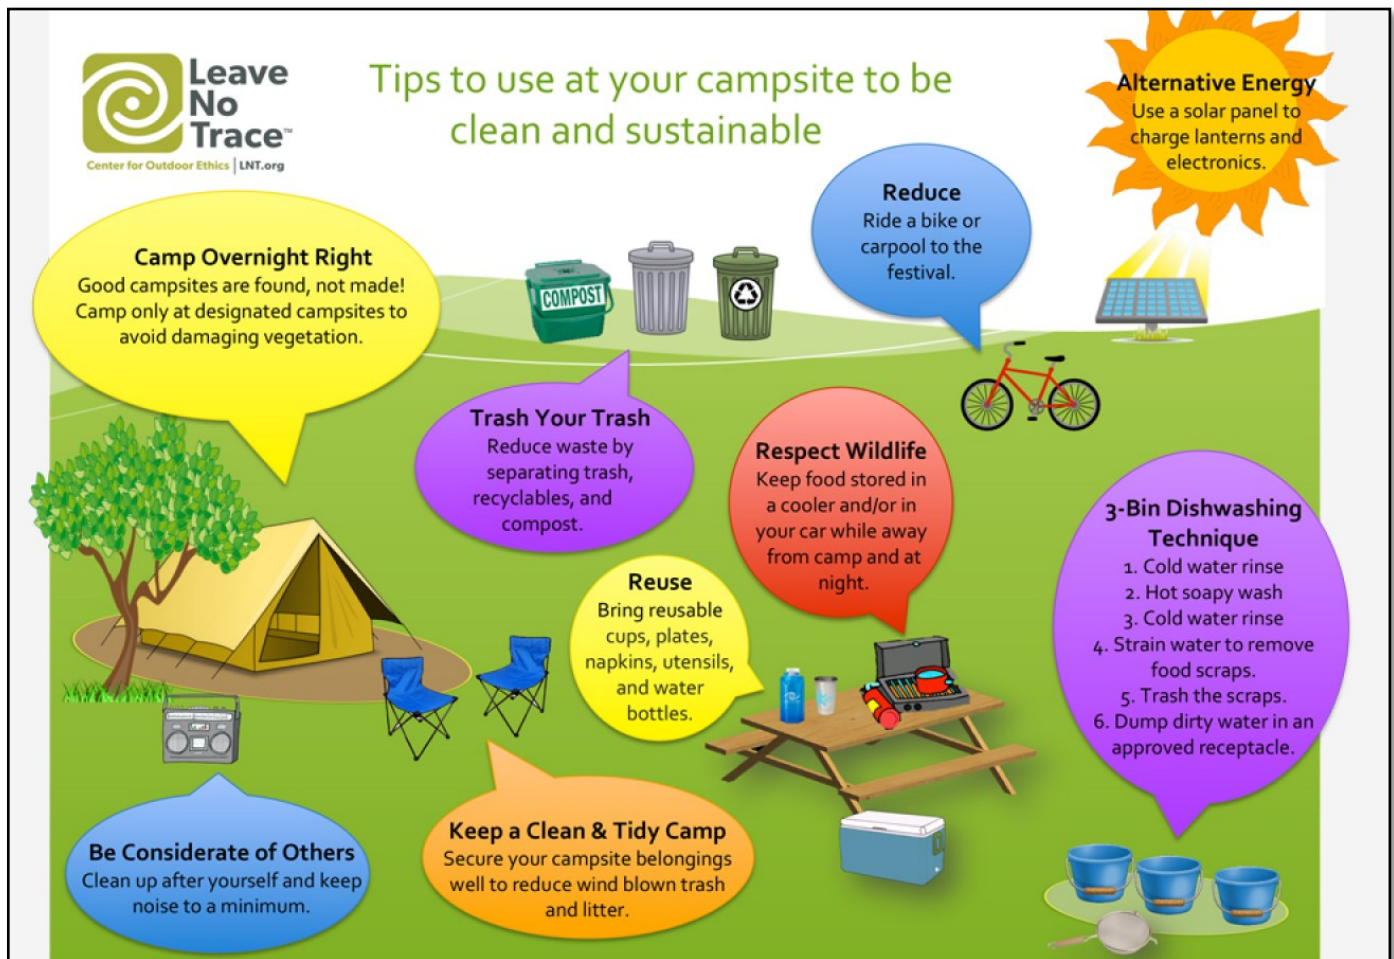 Leave
No
Trace™
Center for Outdoor Ethics | LNT.org
Tips to use at your campsite to be
clean and sustainable
Alternative Energy
Use a solar panel to
charge lanterns and
electronics.
Reduce
Ride a bike or
carpool to the
festival.
Camp Overnight Right
Good campsites are found, not made!
Camp only at designated campsites to
avoid damaging vegetation.
COMPOST
Trash Your Trash
Reduce waste by
separating trash,
recyclables, and
compost.
Respect Wildlife
Keep food stored in
a cooler and/or in
your car while away
from camp and at
night.
3-Bin Dishwashing
Technique
1. Cold water rinse
2. Hot soapy wash
3. Cold water rinse
4. Strain water to remove
food scraps.
5. Trash the scraps.
6. Dump dirty water in an
approved receptacle.
Reuse
Bring reusable
cups, plates,
napkins, utensils,
and water
bottles.
Be Considerate of Others
Clean up after yourself and keep
noise to a minimum.
Keep a Clean & Tidy Camp
Secure your campsite belongings
well to reduce wind blown trash
and litter.